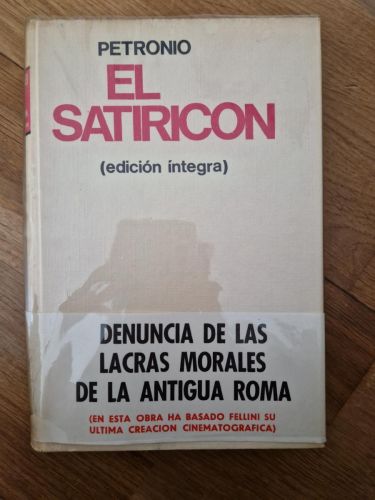 PETRONIO
EL
SATIRICON
(edición íntegra)
DENUNCIA DE LAS
LACRAS MORALES
DE LA ANTIGUA ROMA
(EN ESTA OBRA HA BASADO FELLINI SU
ULTIMA CREACION CINEMATOGRAFICA)